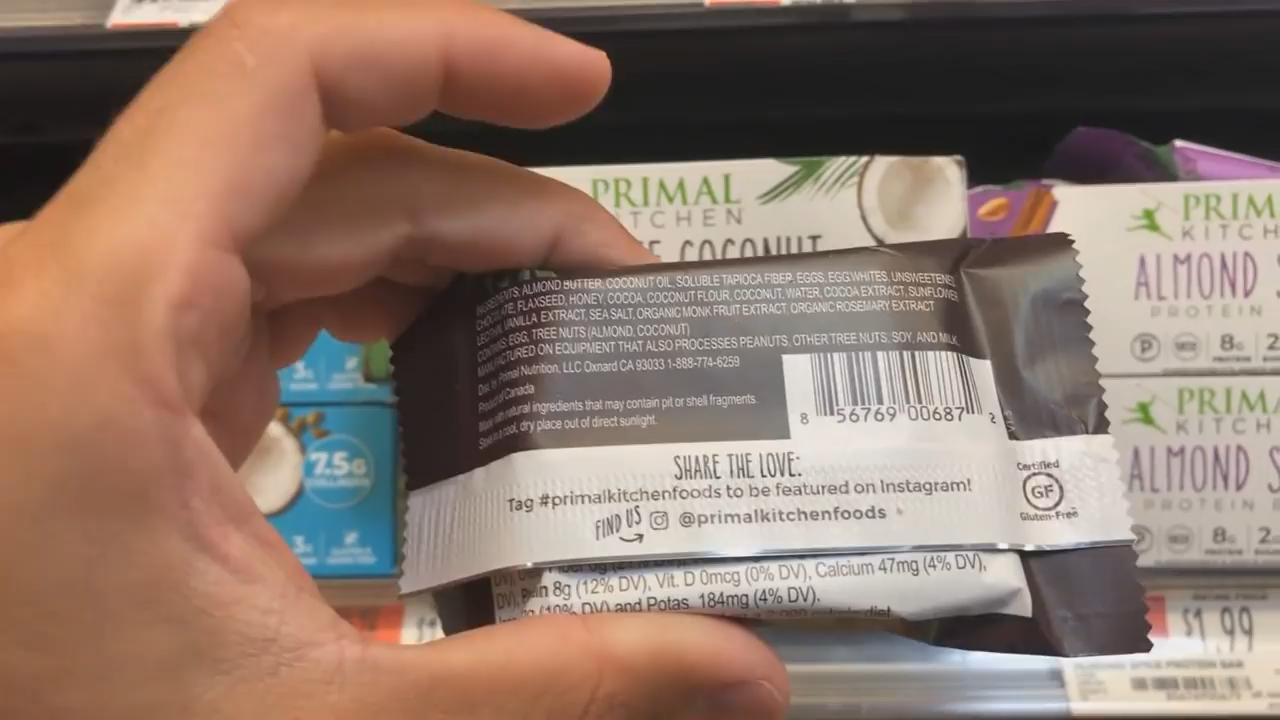 PRIMAL
KITCHEN
COCONUT
PRIM
KITCH
ALMOND S
PROTEIN
8G
INGREDIENTS: ALMOND BUTTER, COCONUT OIL, SOLUBLE TAPIOCA FIBER, EGGS, EGG WHITES, UNSWEETENED
CHOCOLATE, FLAXSEED, HONEY, COCOA, COCONUT FLOUR, COCONUT, WATER, COCOA EXTRACT, SUNFLOWER
LECITHIN, VANILLA EXTRACT, SEA SALT, ORGANIC MONK FRUIT EXTRACT, ORGANIC ROSEMARY EXTRACT
CONTAINS: EGG, TREE NUTS (ALMOND, COCONUT)
MANUFACTURED ON EQUIPMENT THAT ALSO PROCESSES PEANUTS, OTHER TREE NUTS, SOY, AND MILK.
Dist. by Primal Nutrition, LLC Oxnard CA 93033 1-888-774-6259
Product of Canada
Made with natural ingredients that may contain pit or shell fragments.
Store in a cool, dry place out of direct sunlight.
8 56769 00687 2
SHARE THE LOVE:
Tag #primalkitchenfoods to be featured on Instagram!
FIND US @primalkitchenfoods
Certified
GF
Gluten-Free
DV), Protein 8g (12% DV), Vit. D 0mcg (0% DV), Calcium 47mg (4% DV),
(10% DV) and Potas. 184mg (4% DV).
7.5G
COLLAGEN
PRIMA
KITCH
ALMOND S
PROTEIN
8G
$1.99